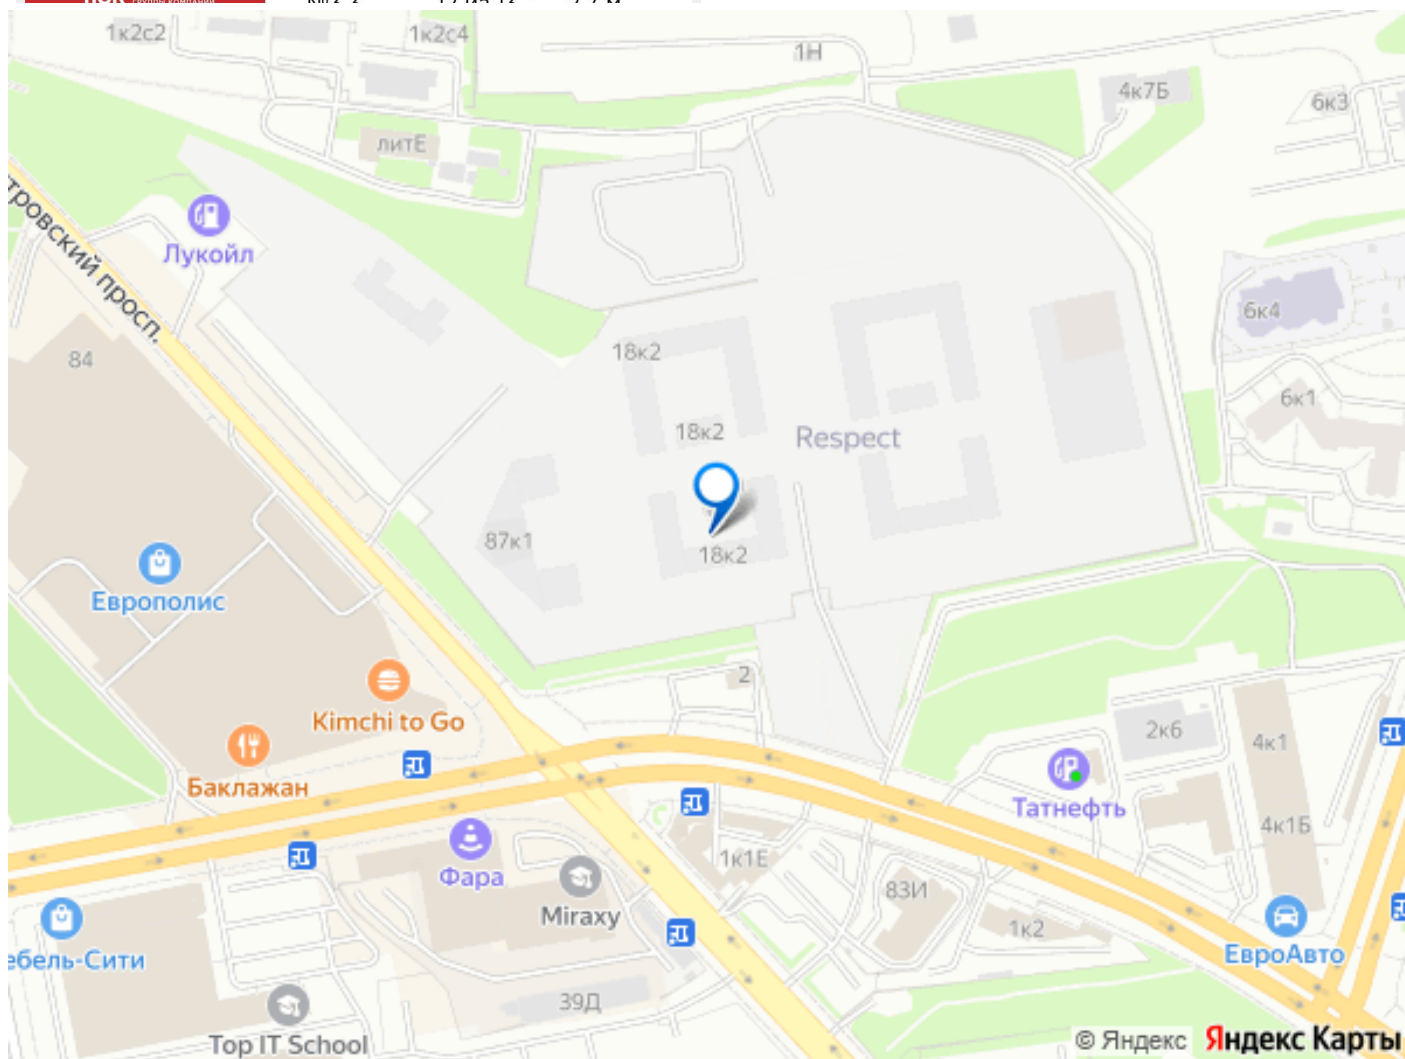 1к2с2
1к2с4
1Н
4к7Б
6к3
литЕ
тровский просп.
Лукойл
6к4
84
18к2
6к1
18к2
Respect
87к1
18к2
Европолис
2
Kimchi to Go
2к6
4к1
Баклажан
Татнефть
4к1Б
1к1Е
Фара
83И
Miraxy
1к2
ЕвроАвто
ебель-Сити
39Д
Top IT School
© Яндекс Яндекс Карты